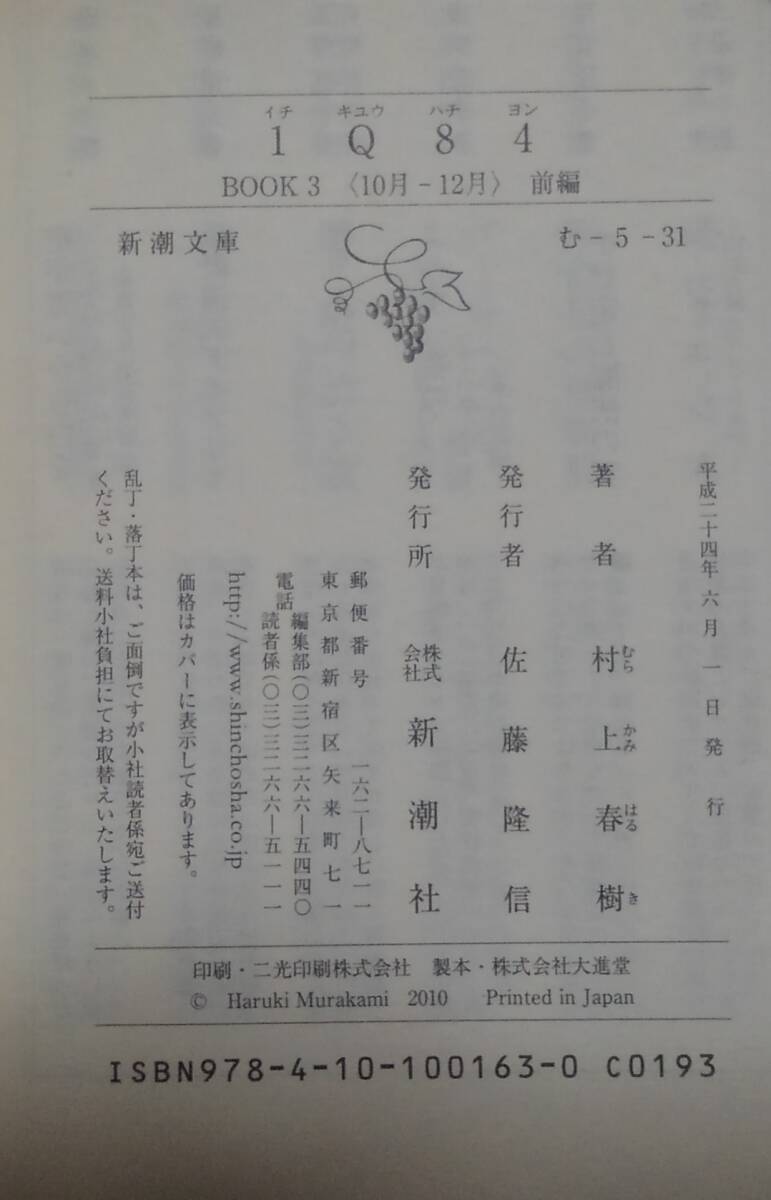 イチ キユウ ハチ ヨン
1 Q 8 4
BOOK 3 〈10月－12月〉 前編
新潮文庫 む－5－31
平成二十四年六月一日発行
著者 村上春樹
むらかみはるき
発行者 佐藤隆信
発行所 株式会社 新潮社
郵便番号 一六二―八七一一
東京都新宿区矢来町七一
電話 編集部（〇三）三二六六―五四四〇
読者係（〇三）三二六六―五一一一
http://www.shinchosha.co.jp
価格はカバーに表示してあります。
乱丁・落丁本は、ご面倒ですが小社読者係宛ご送付
ください。送料小社負担にてお取替えいたします。
印刷・二光印刷株式会社 製本・株式会社大進堂
© Haruki Murakami 2010 Printed in Japan
ISBN978-4-10-100163-0 C0193